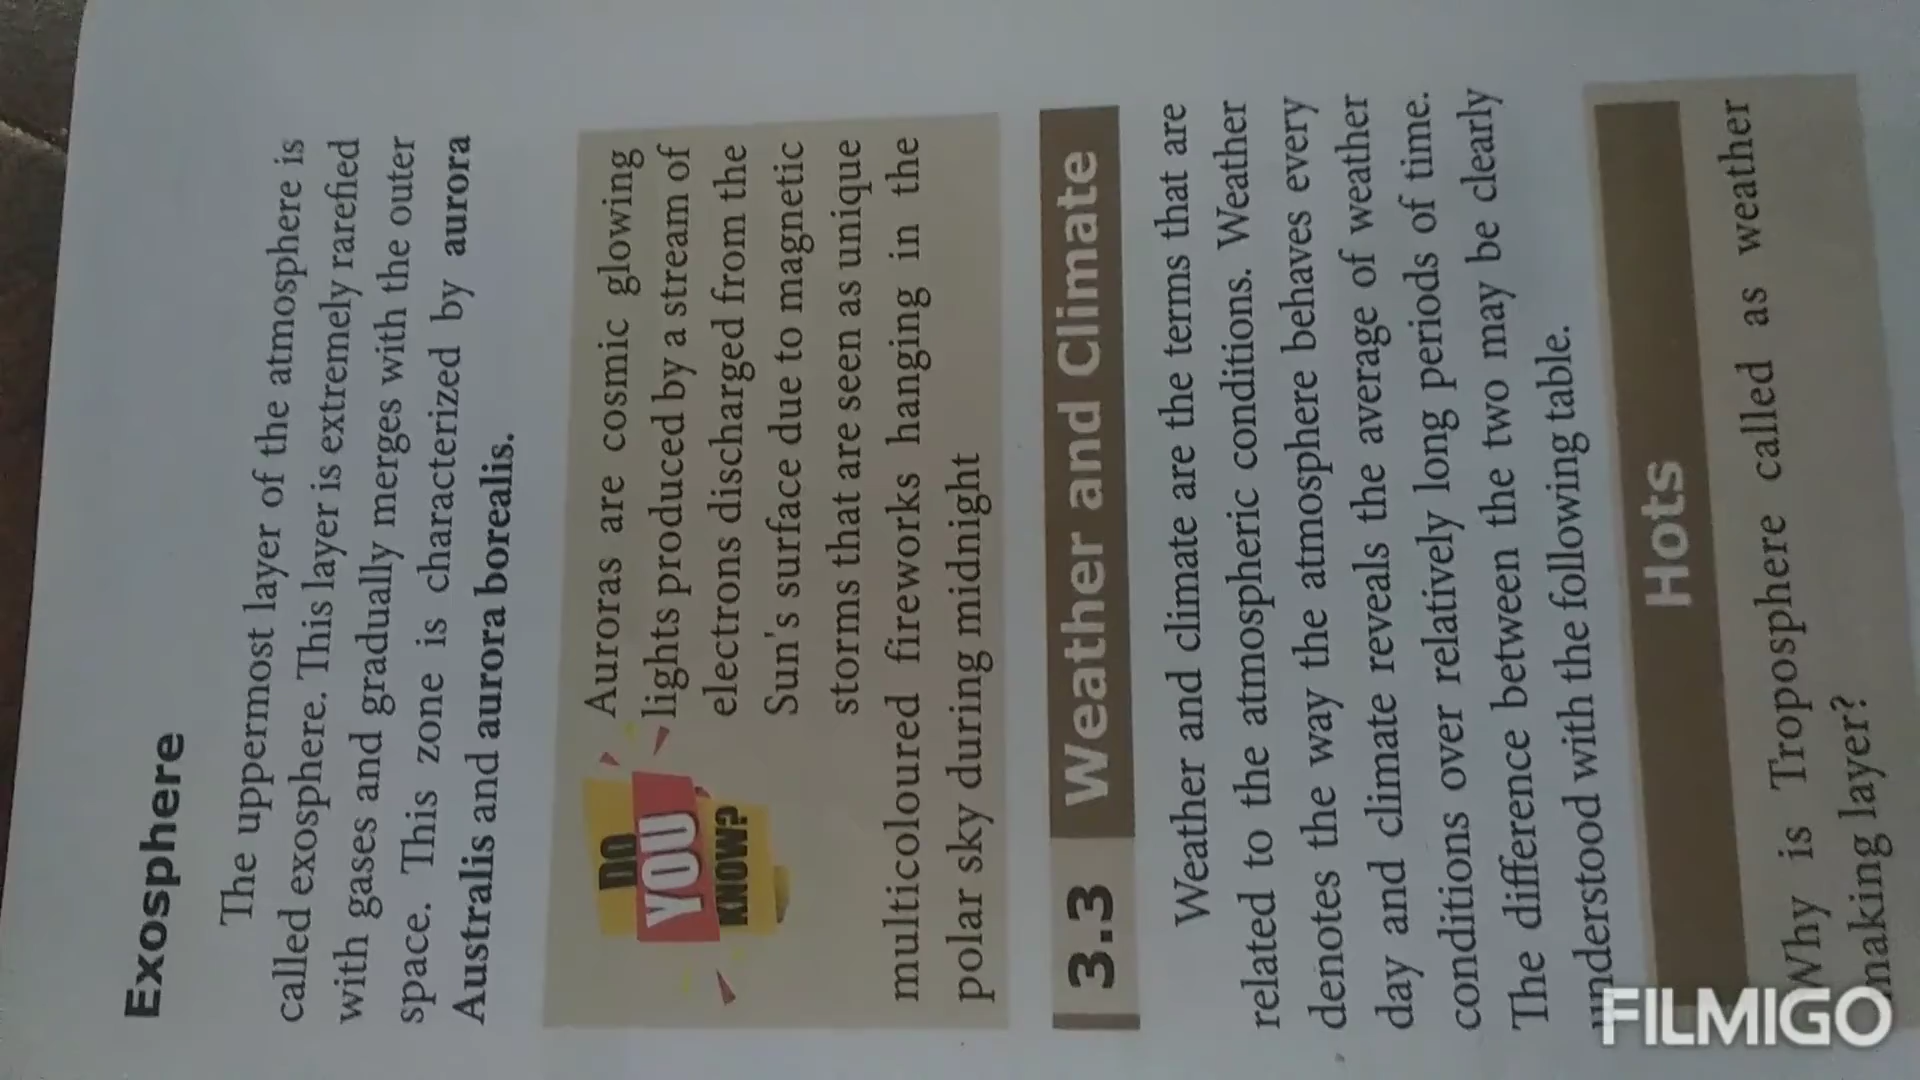 Exosphere
The uppermost layer of the atmosphere is
called exosphere. This layer is extremely rarefied
with gases and gradually merges with the outer
space. This zone is characterized by aurora
Australis and aurora borealis.
DO
YOU
KNOW?
Auroras are cosmic glowing
lights produced by a stream of
electrons discharged from the
Sun's surface due to magnetic
storms that are seen as unique
multicoloured fireworks hanging in the
polar sky during midnight
3.3 Weather and Climate
Weather and climate are the terms that are
related to the atmospheric conditions. Weather
denotes the way the atmosphere behaves every
day and climate reveals the average of weather
conditions over relatively long periods of time.
The difference between the two may be clearly
understood with the following table.
Hots
Why is Troposphere called as weather
making layer?
FILMIGO